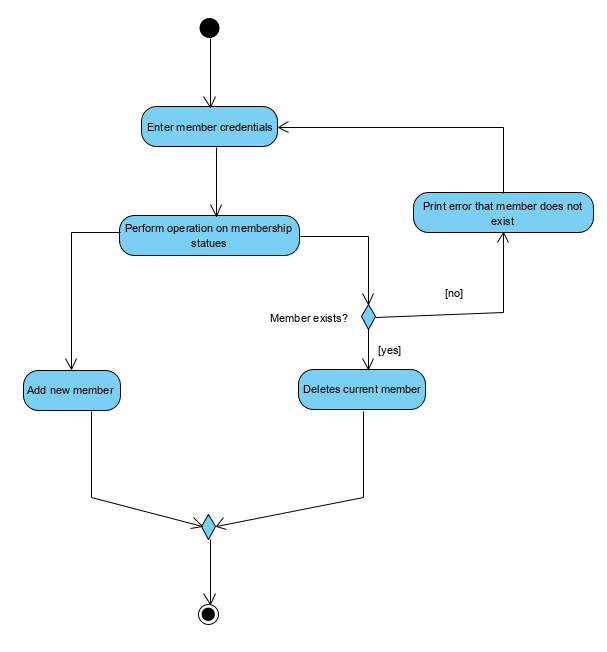 Enter member credentials
Print error that member does not
exist
Perform operation on membership
statues
[no]
Member exists?
[yes]
Add new member
Deletes current member